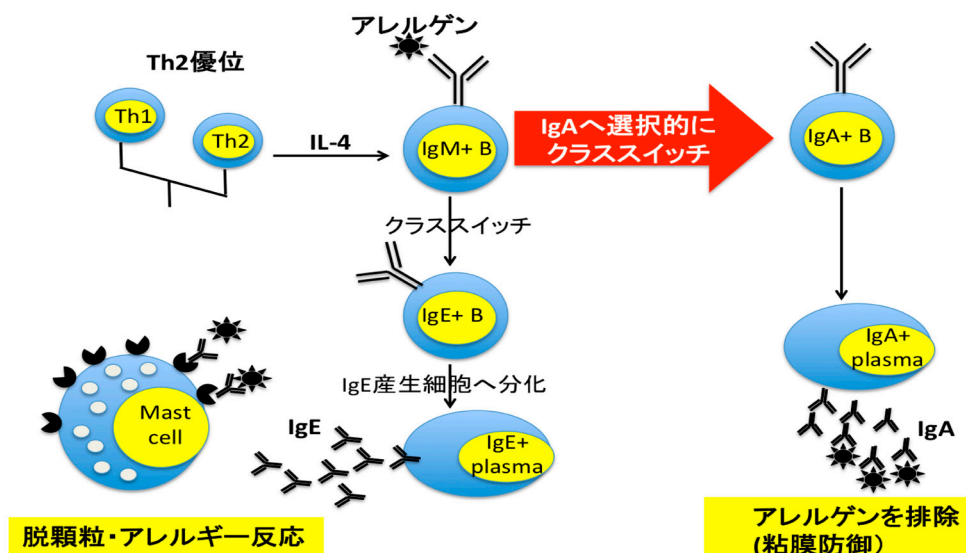 アレルゲン
Th2優位
Th1
Th2
IL-4
IgM+ B
IgAへ選択的に
クラススイッチ
IgA+ B
クラススイッチ
IgE+ B
IgE産生細胞へ分化
Mast
cell
IgE
IgE+
plasma
IgA+
plasma
IgA
脱顆粒・アレルギー反応
アレルゲンを排除
(粘膜防御)